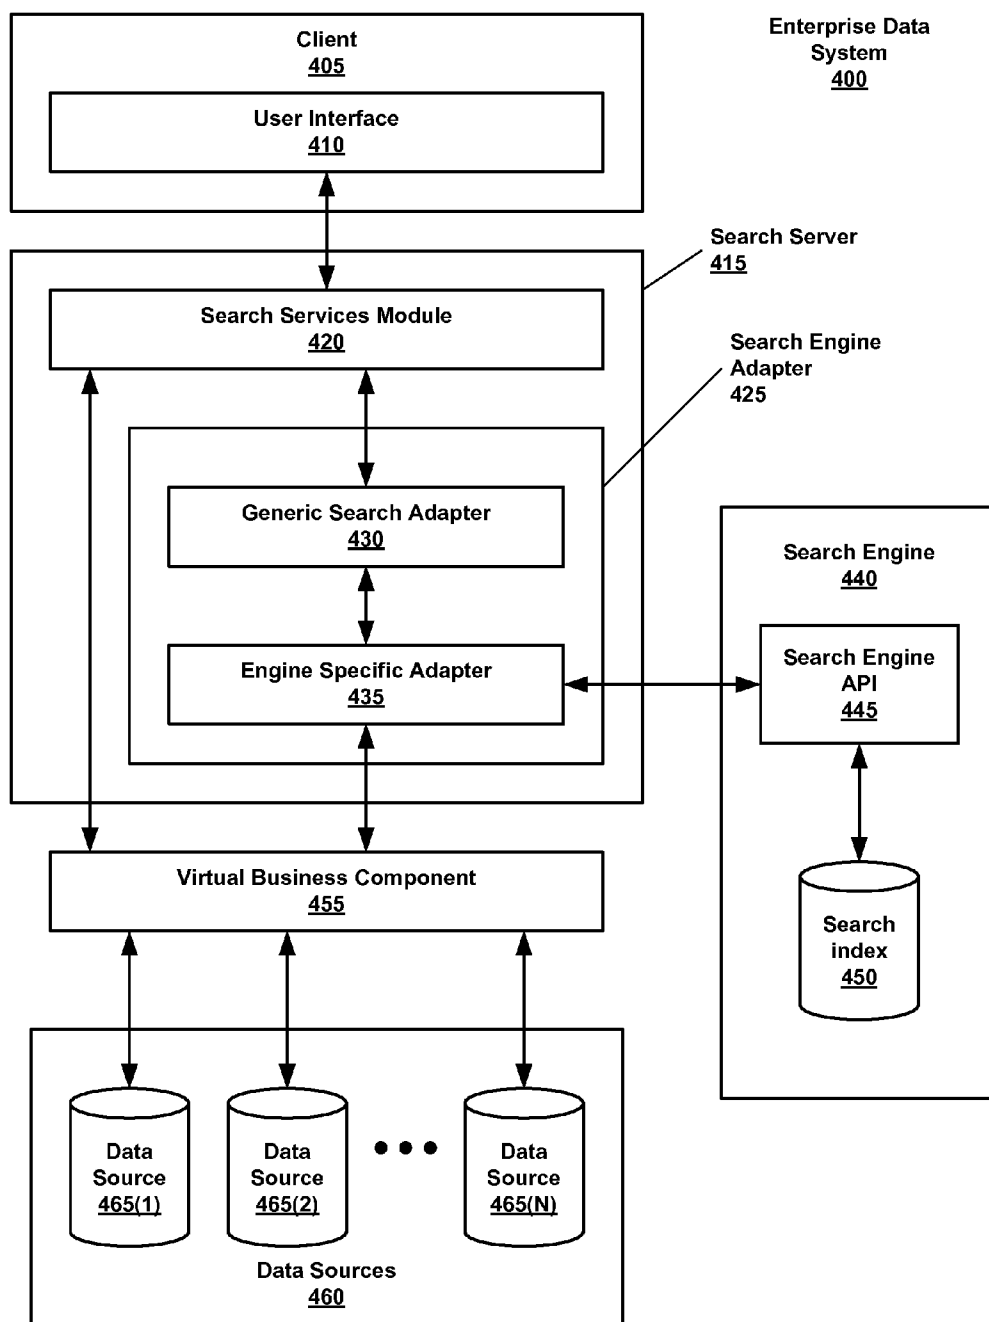 Client
405
User Interface
410
Enterprise Data
System
400
Search Server
415
Search Services Module
420
Search Engine
Adapter
425
Generic Search Adapter
430
Engine Specific Adapter
435
Search Engine
440
Search Engine
API
445
Search
index
450
Virtual Business Component
455
Data
Source
465(1)
Data
Source
465(2)
Data
Source
465(N)
Data Sources
460